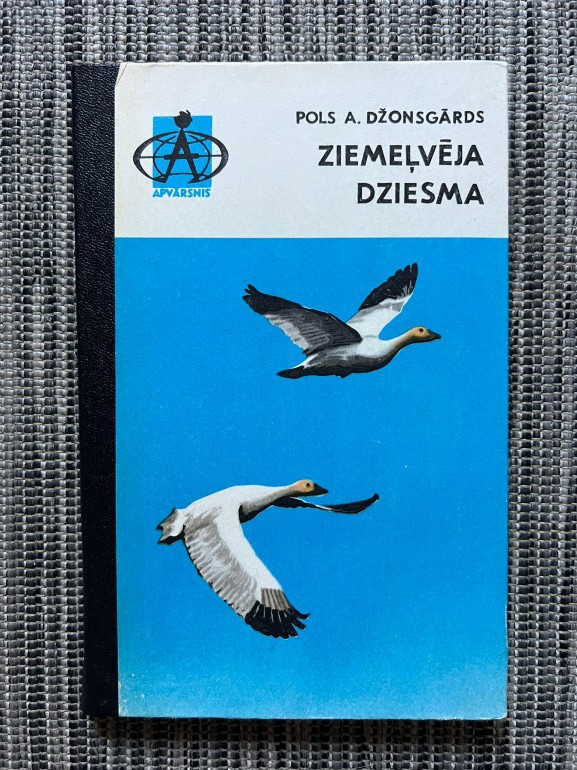 POLS A. DŽONSGĀRDS
ZIEMEĻVĒJA
DZIESMA
A
APVĀRSNIS